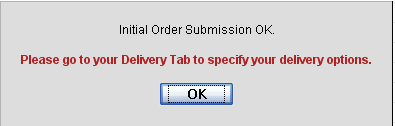 Initial Order Submission OK.
Please go to your Delivery Tab to specify your delivery options.
OK